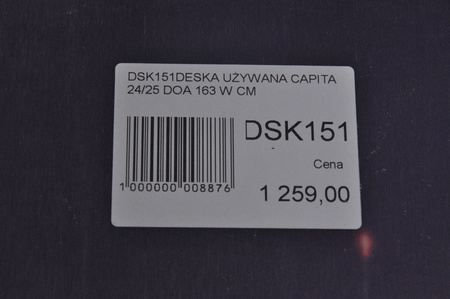 DSK151DESKA UŻYWANA CAPITA
24/25 DOA 163 W CM
DSK151
Cena
1 259,00
1 000000 008876